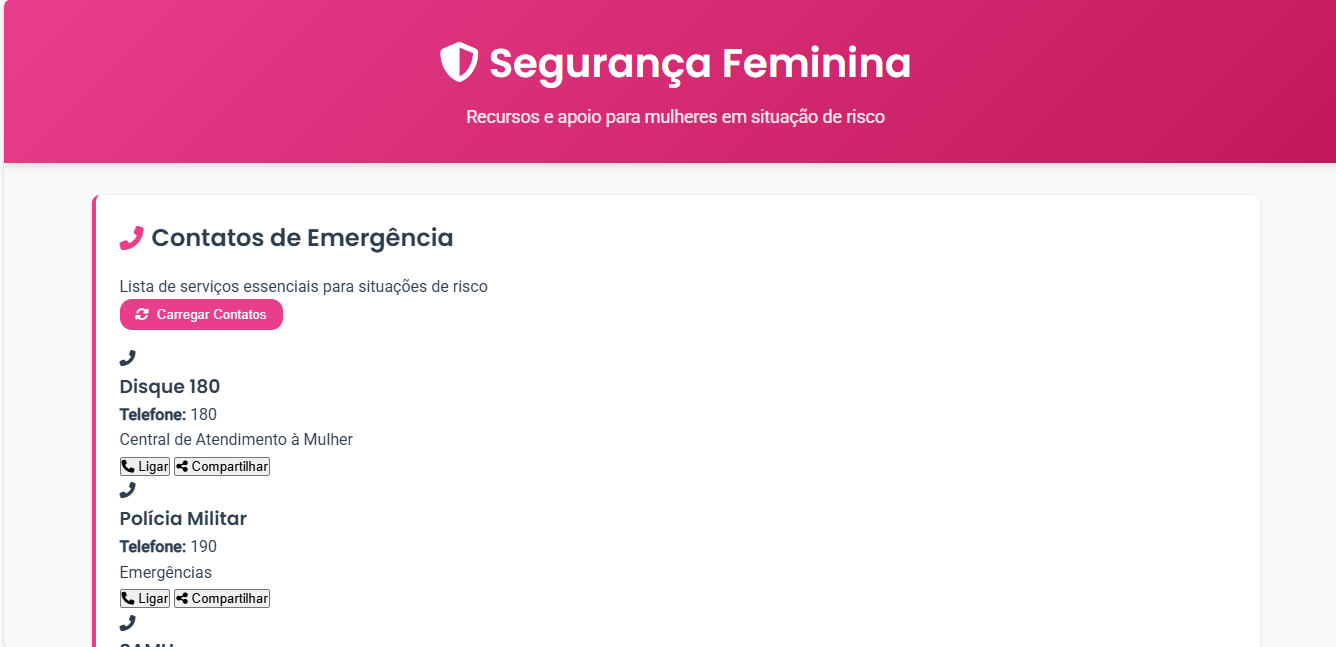 Segurança Feminina
Recursos e apoio para mulheres em situação de risco
Contatos de Emergência
Lista de serviços essenciais para situações de risco
Carregar Contatos
Disque 180
Telefone: 180
Central de Atendimento à Mulher
Ligar Compartilhar
Polícia Militar
Telefone: 190
Emergências
Ligar Compartilhar
SAMU